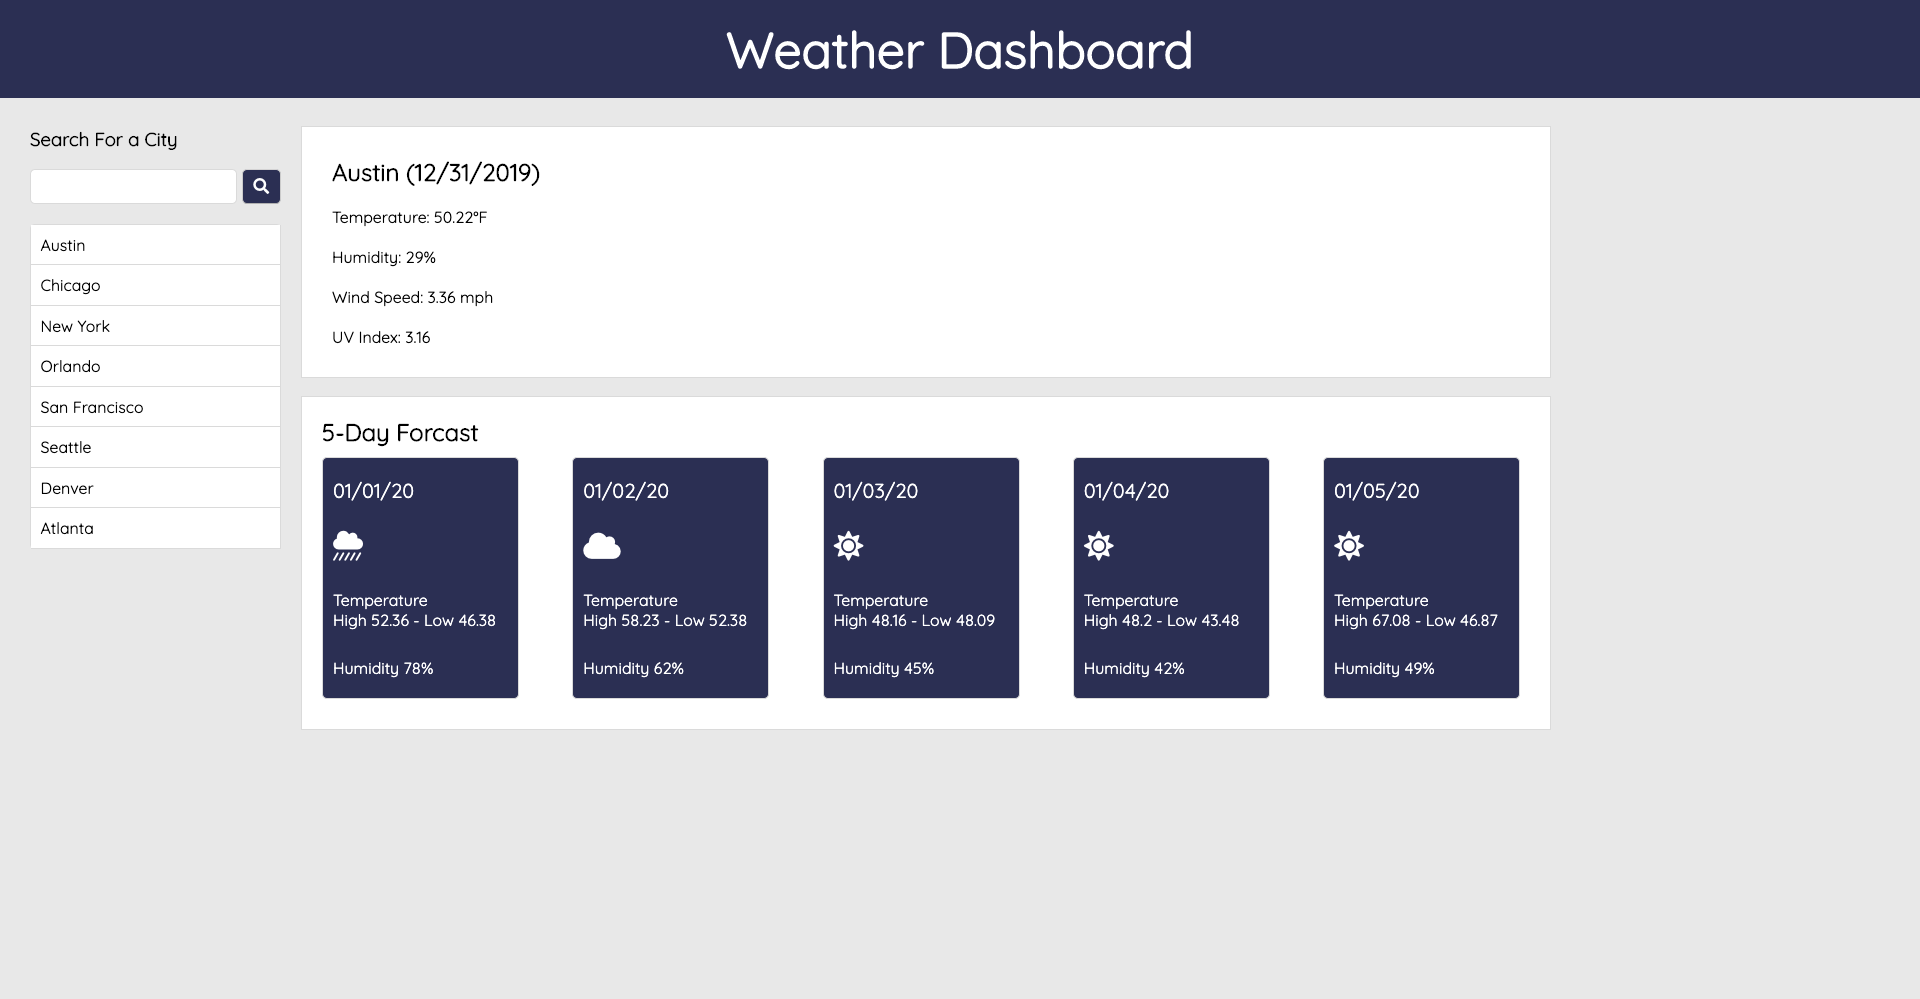 Weather Dashboard
Search For a City
Austin
Chicago
New York
Orlando
San Francisco
Seattle
Denver
Atlanta
Austin (12/31/2019)
Temperature: 50.22°F
Humidity: 29%
Wind Speed: 3.36 mph
UV Index: 3.16
5-Day Forcast
01/01/20
Temperature
High 52.36 - Low 46.38
Humidity 78%
01/02/20
Temperature
High 58.23 - Low 52.38
Humidity 62%
01/03/20
Temperature
High 48.16 - Low 48.09
Humidity 45%
01/04/20
Temperature
High 48.2 - Low 43.48
Humidity 42%
01/05/20
Temperature
High 67.08 - Low 46.87
Humidity 49%